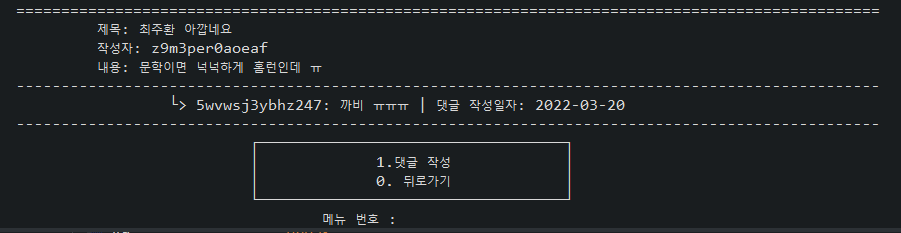 제목: 최주환 아깝네요
작성자: z9m3per0aoeaf
내용: 문학이면 넉넉하게 홈런인데 ㅠ
└> 5wvwsj3ybhz247: 까비 ㅠㅠㅠ | 댓글 작성일자: 2022-03-20
1.댓글 작성
0. 뒤로가기
메뉴 번호 :